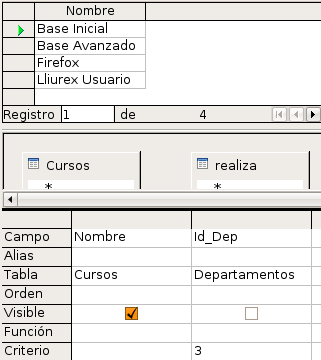 Nombre
Base Inicial
Base Avanzado
Firefox
Lliurex Usuario
Registro 1 de 4
Cursos realiza
* *
Campo Nombre Id_Dep
Alias
Tabla Cursos Departamentos
Orden
Visible
Función
Criterio 3